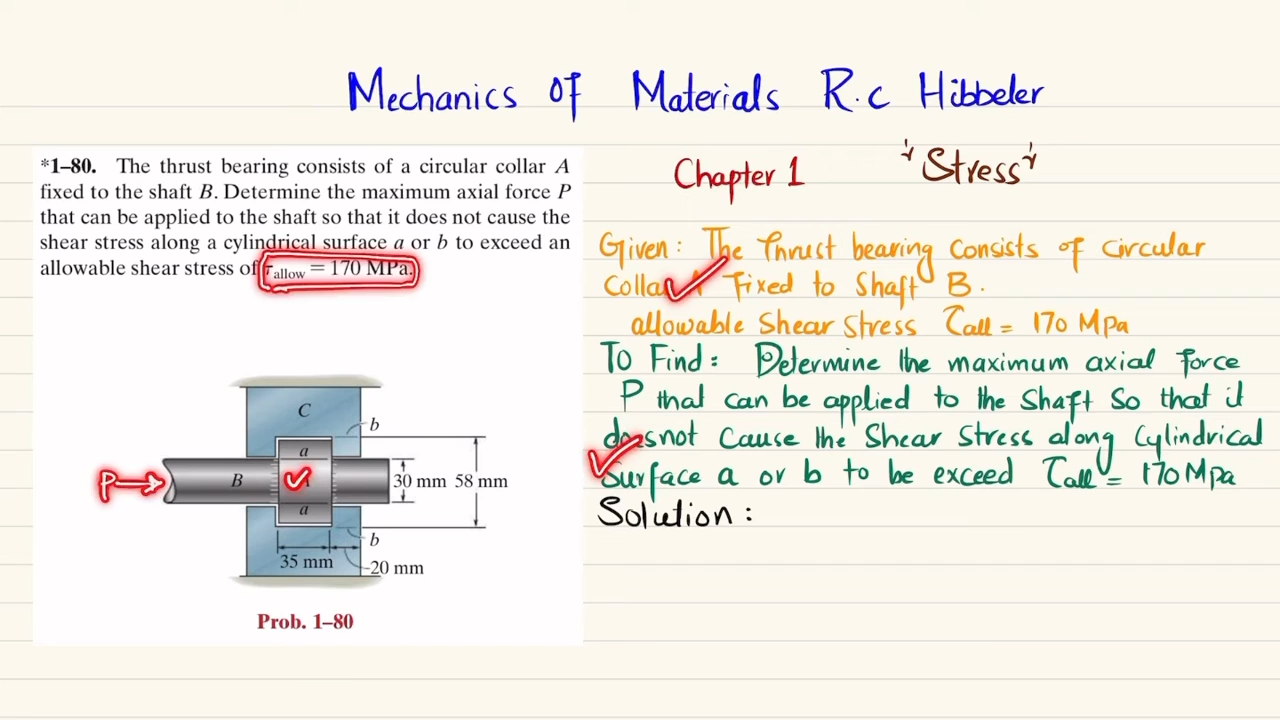 Mechanics of Materials R.c Hibbeler
*1–80. The thrust bearing consists of a circular collar A
fixed to the shaft B. Determine the maximum axial force P
that can be applied to the shaft so that it does not cause the
shear stress along a cylindrical surface a or b to exceed an
allowable shear stress of τallow = 170 MPa.
Chapter 1
"Stress"
Given: The Thrust bearing Consists of Circular
Fixed to Shaft B.
allowable Shear Stress τall = 170 MPa
To Find: Determine the maximum axial force
P that can be applied to the Shaft So that it
doesnot Cause the Shear Stress along Cylindrical
Surface a or b to be exceed τall = 170 MPa
Solution:
C
b
a
P
B
30 mm
58 mm
a
b
35 mm
20 mm
Prob. 1–80